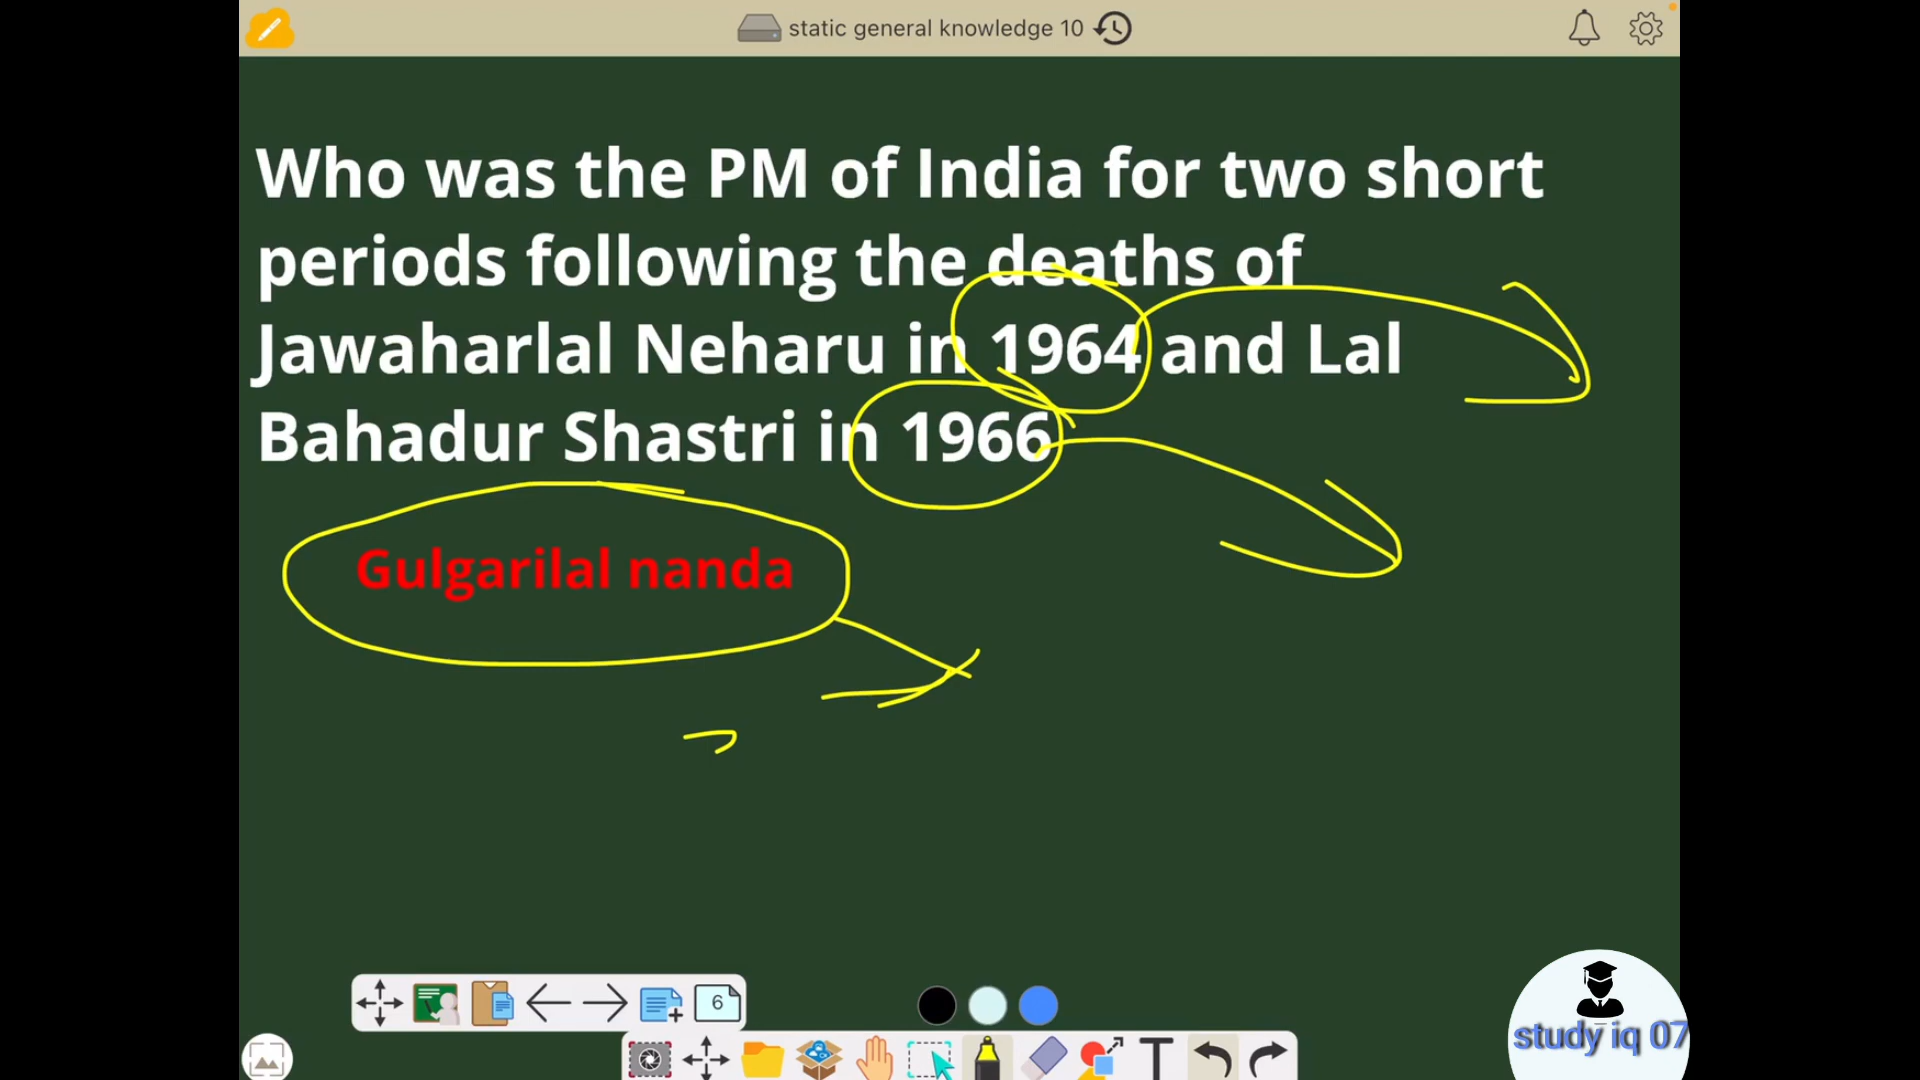 static general knowledge 10
Who was the PM of India for two short
periods following the deaths of
Jawaharlal Neharu in 1964 and Lal
Bahadur Shastri in 1966
Gulgarilal nanda
6
study iq 07